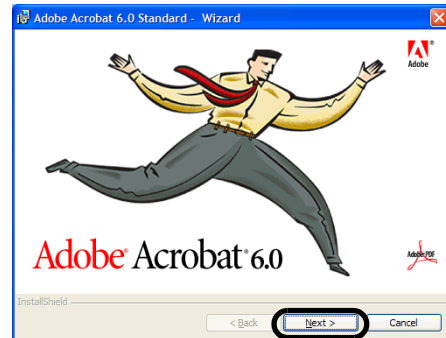 Adobe Acrobat 6.0 Standard - Wizard
Adobe
Adobe® Acrobat® 6.0
Adobe PDF
InstallShield
< Back Next > Cancel